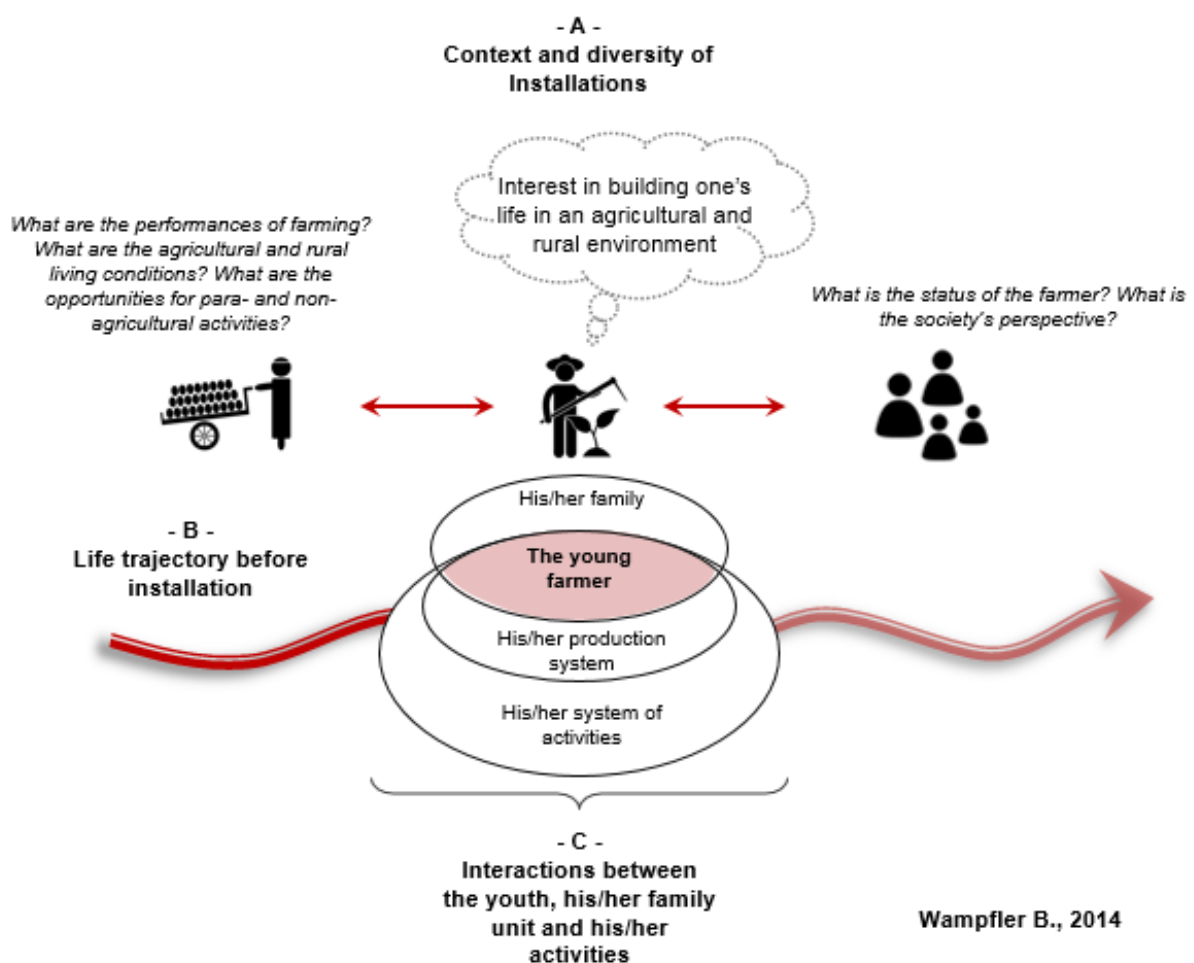 - A -
Context and diversity of
Installations
Interest in building one's
life in an agricultural and
rural environment
What are the performances of farming?
What are the agricultural and rural
living conditions? What are the
opportunities for para- and non-
agricultural activities?
What is the status of the farmer? What is
the society's perspective?
His/her family
- B -
Life trajectory before
installation
The young
farmer
His/her production
system
His/her system of
activities
- C -
Interactions between
the youth, his/her family
unit and his/her
activities
Wampfler B., 2014